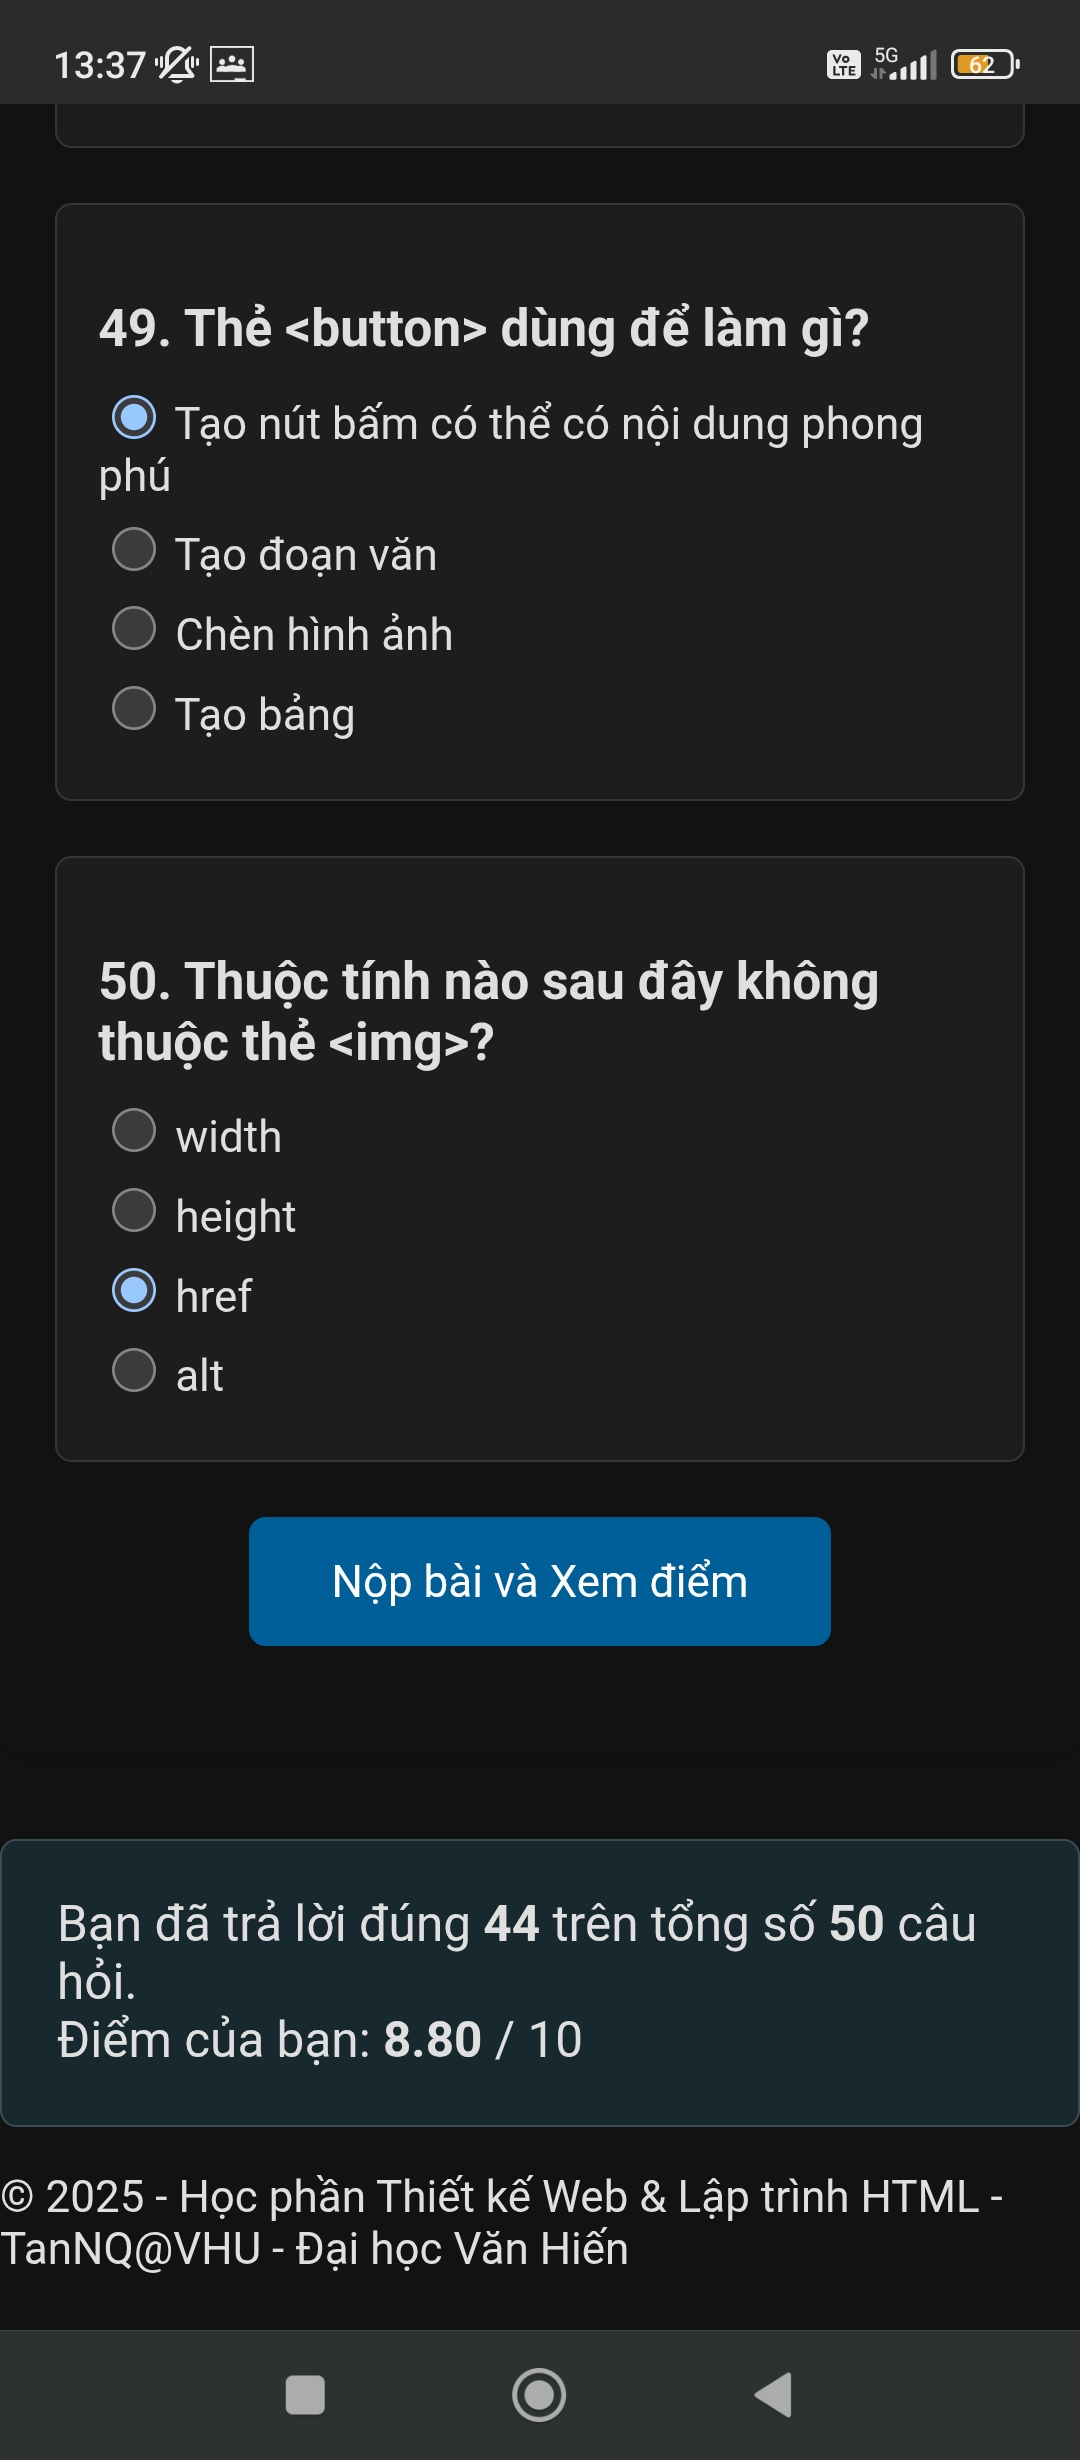 13:37
Vo LTE 5G 62
49. Thẻ <button> dùng để làm gì?
Tạo nút bấm có thể có nội dung phong
phú
Tạo đoạn văn
Chèn hình ảnh
Tạo bảng
50. Thuộc tính nào sau đây không
thuộc thẻ <img>?
width
height
href
alt
Nộp bài và Xem điểm
Bạn đã trả lời đúng 44 trên tổng số 50 câu
hỏi.
Điểm của bạn: 8.80 / 10
© 2025 - Học phần Thiết kế Web & Lập trình HTML -
TanNQ@VHU - Đại học Văn Hiến